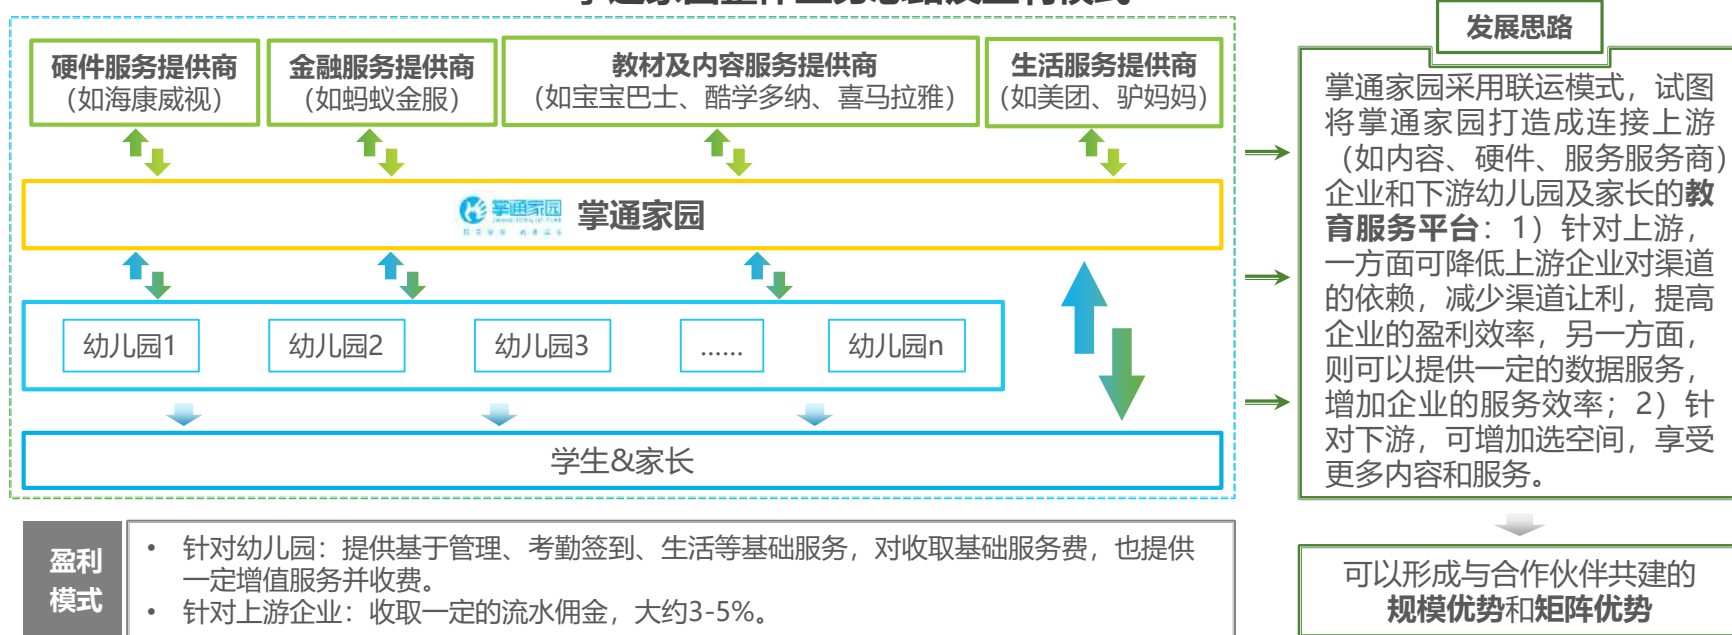 掌通家园整体业务思路及盈利模式
硬件服务提供商
（如海康威视）
金融服务提供商
（如蚂蚁金服）
教材及内容服务提供商
（如宝宝巴士、酷学多纳、喜马拉雅）
生活服务提供商
（如美团、驴妈妈）
掌通家园 掌通家园
幼儿园1
幼儿园2
幼儿园3
……
幼儿园n
学生&家长
盈利
模式
• 针对幼儿园：提供基于管理、考勤签到、生活等基础服务，对收取基础服务费，也提供
一定增值服务并收费。
• 针对上游企业：收取一定的流水佣金，大约3-5%。
发展思路
掌通家园采用联运模式，试图
将掌通家园打造成连接上游
（如内容、硬件、服务服务商）
企业和下游幼儿园及家长的教
育服务平台：1）针对上游，
一方面可降低上游企业对渠道
的依赖，减少渠道让利，提高
企业的盈利效率，另一方面，
则可以提供一定的数据服务，
增加企业的服务效率；2）针
对下游，可增加选空间，享受
更多内容和服务。
可以形成与合作伙伴共建的
规模优势和矩阵优势